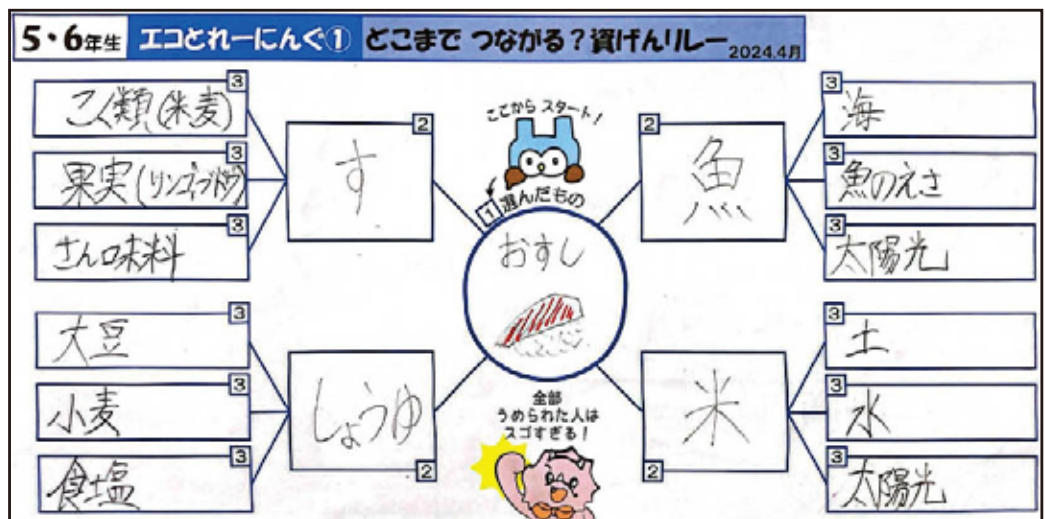 5・6年生 エコとれーにんぐ① どこまで つながる？資げんリレー 2024.4月
ここから スタート！
1 選んだもの
おすし
2
す
3
こく類(米麦)
3
果実(リンゴ、ブドウ)
3
さん味料
2
魚
3
海
3
魚のえさ
3
太陽光
2
しょうゆ
3
大豆
3
小麦
3
食塩
2
米
3
土
3
水
3
太陽光
全部
うめられた人は
スゴすぎる！